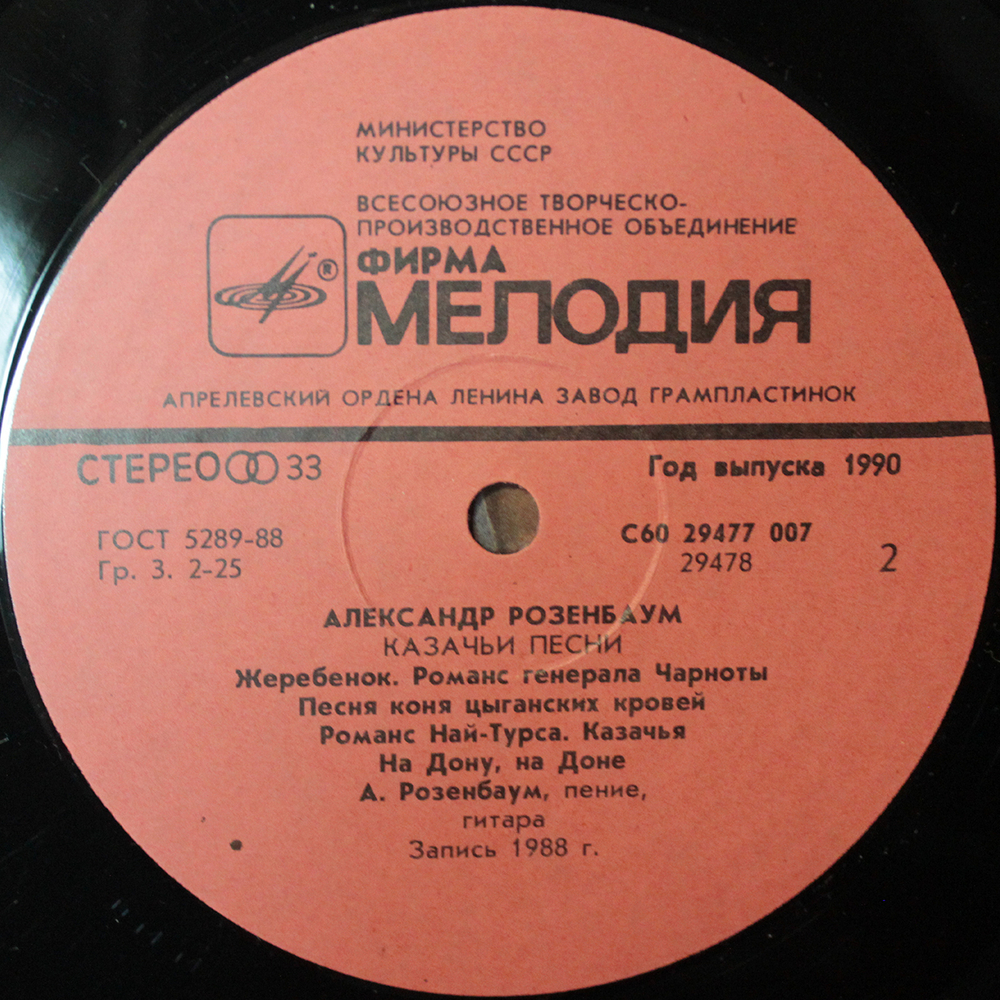 МИНИСТЕРСТВО
КУЛЬТУРЫ СССР
ВСЕСОЮЗНОЕ ТВОРЧЕСКО-
ПРОИЗВОДСТВЕННОЕ ОБЪЕДИНЕНИЕ
ФИРМА
®
МЕЛОДИЯ
АПРЕЛЕВСКИЙ ОРДЕНА ЛЕНИНА ЗАВОД ГРАМПЛАСТИНОК
СТЕРЕО 33
Год выпуска 1990
ГОСТ 5289-88
Гр. 3. 2-25
С60 29477 007
29478
2
АЛЕКСАНДР РОЗЕНБАУМ
КАЗАЧЬИ ПЕСНИ
Жеребенок. Романс генерала Чарноты
Песня коня цыганских кровей
Романс Най-Турса. Казачья
На Дону, на Доне
А. Розенбаум, пение,
гитара
Запись 1988 г.